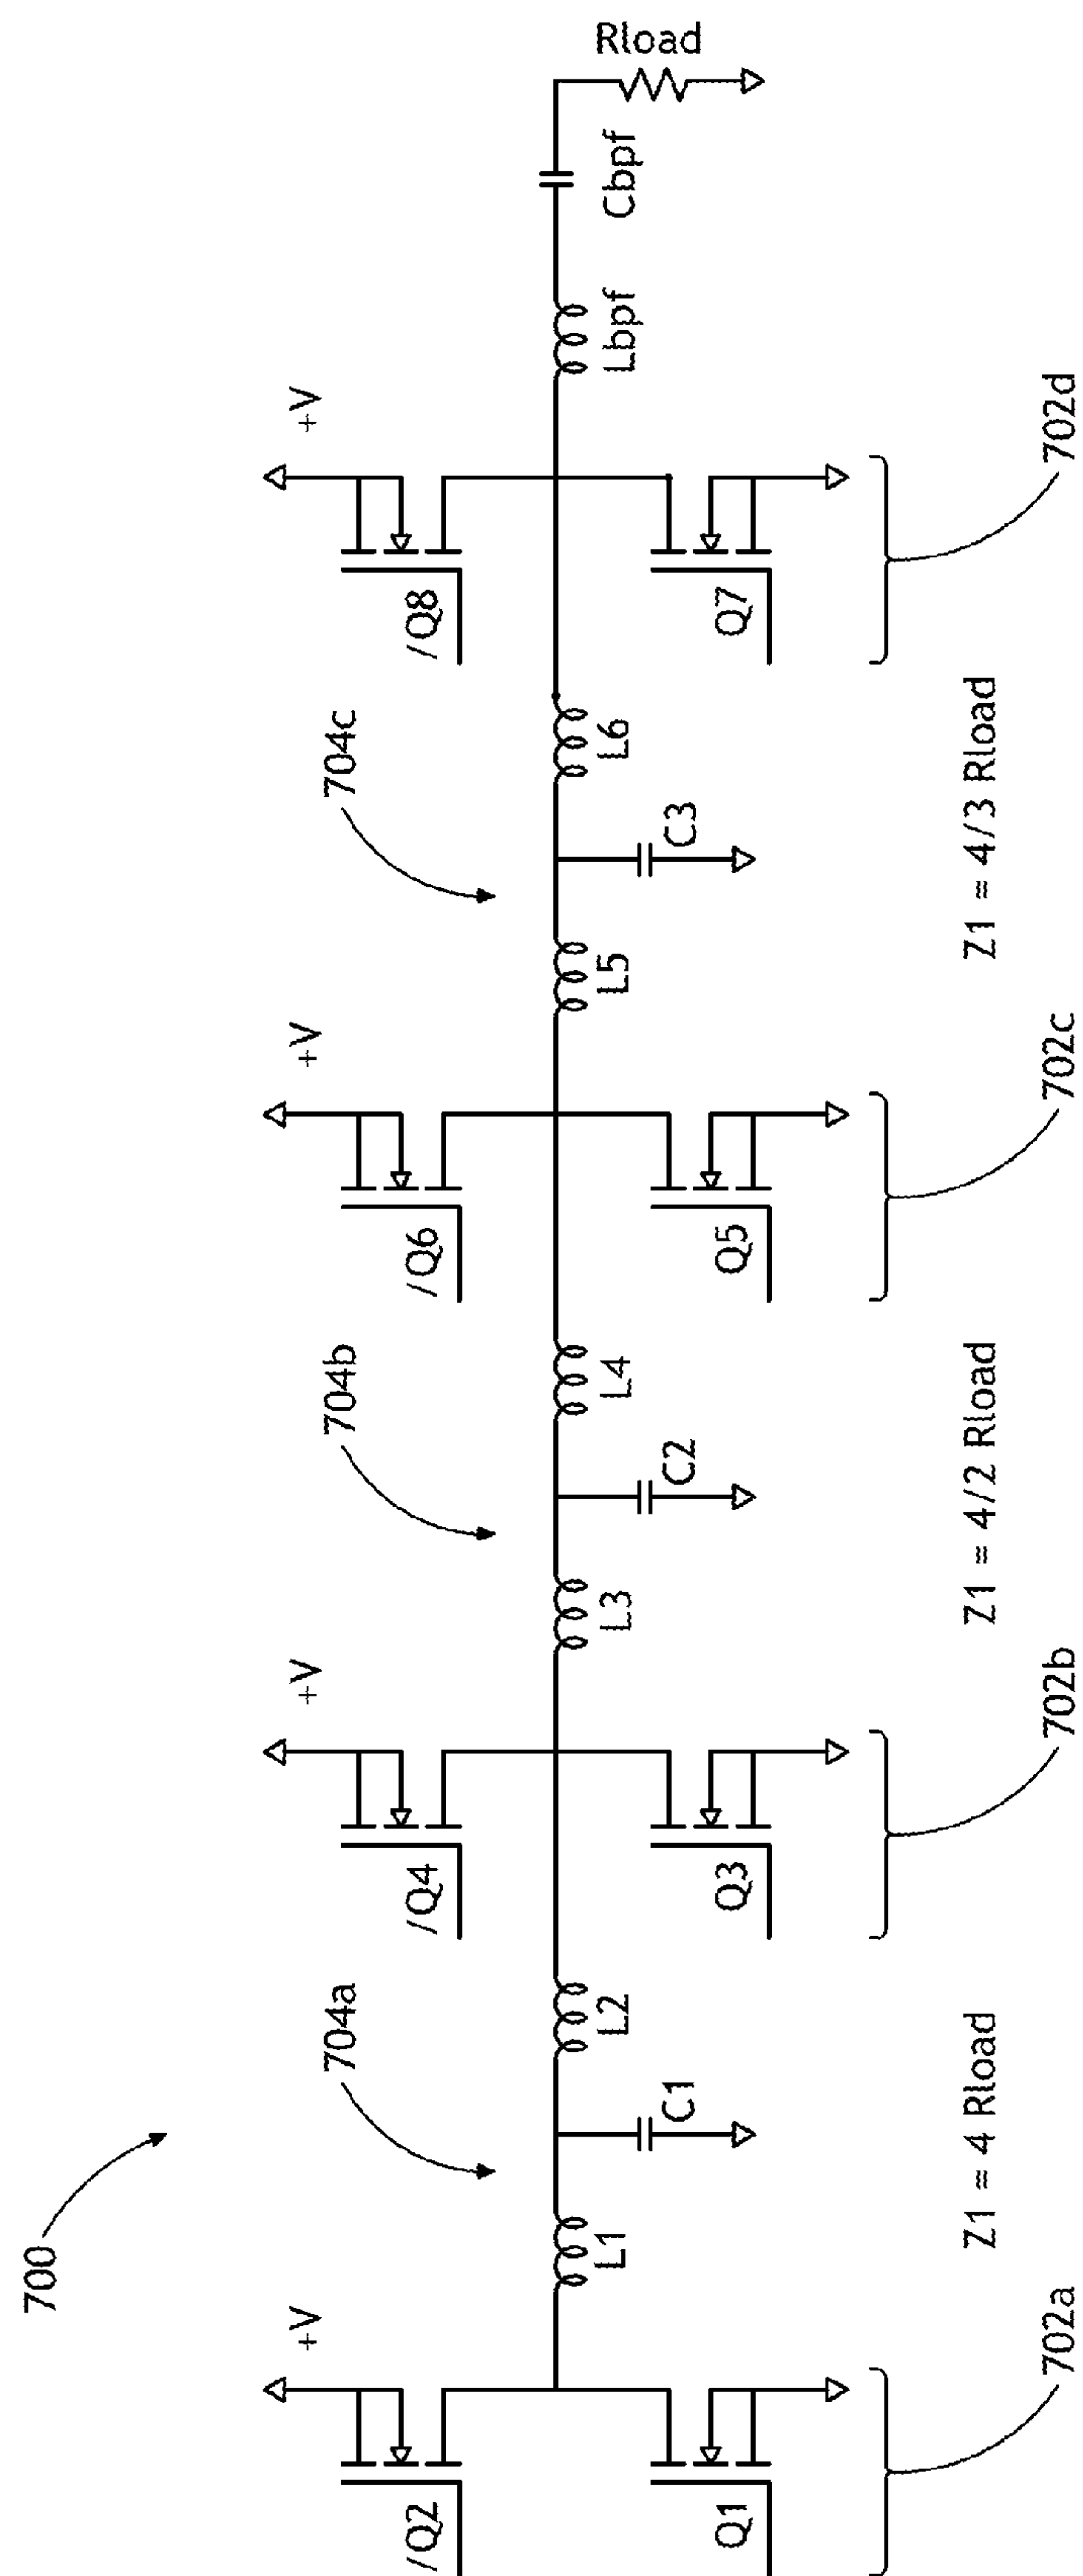 700
704a
704b
704c
+V
+V
+V
+V
/Q2
/Q4
/Q6
/Q8
L1
L2
L3
L4
L5
L6
Lbpf
Cbpf
Rload
C1
C2
C3
Q1
Q3
Q5
Q7
Z1 = 4 Rload
Z1 = 4/2 Rload
Z1 = 4/3 Rload
702a
702b
702c
702d